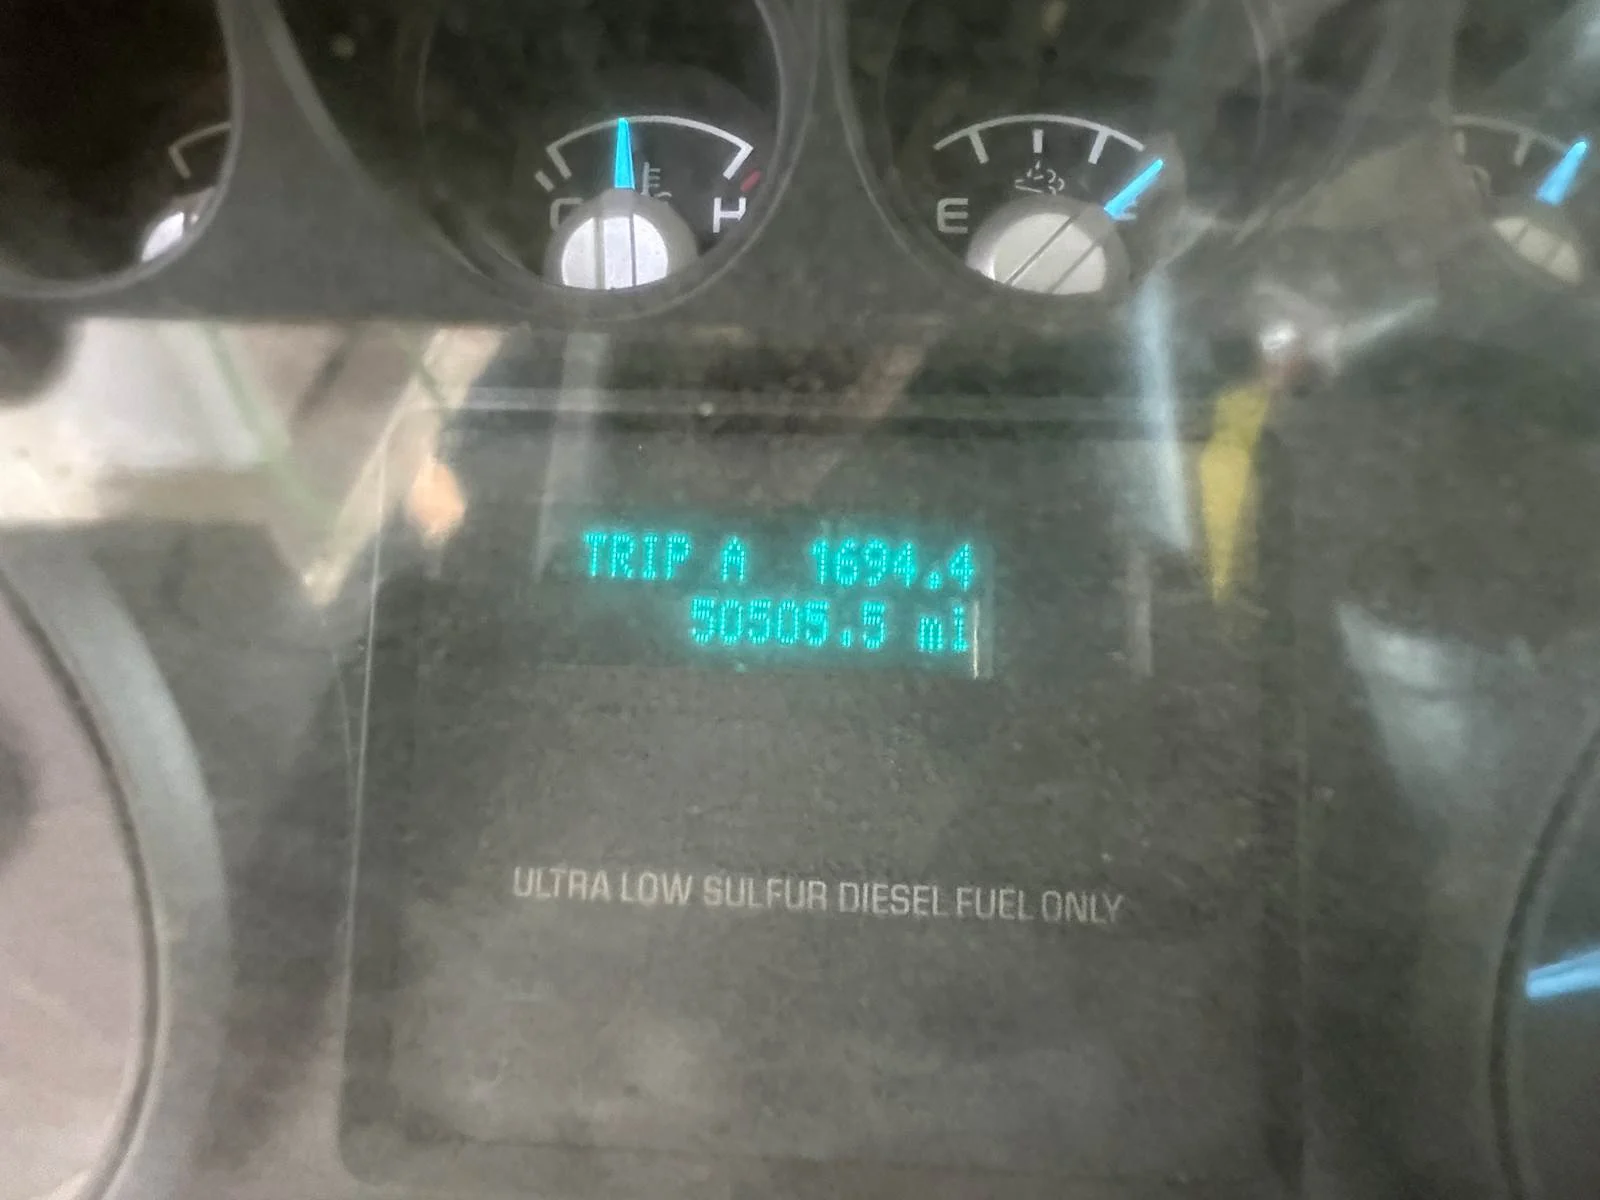 C H
E F
TRIP A 1694.4
50505.5 mi
ULTRA LOW SULFUR DIESEL FUEL ONLY